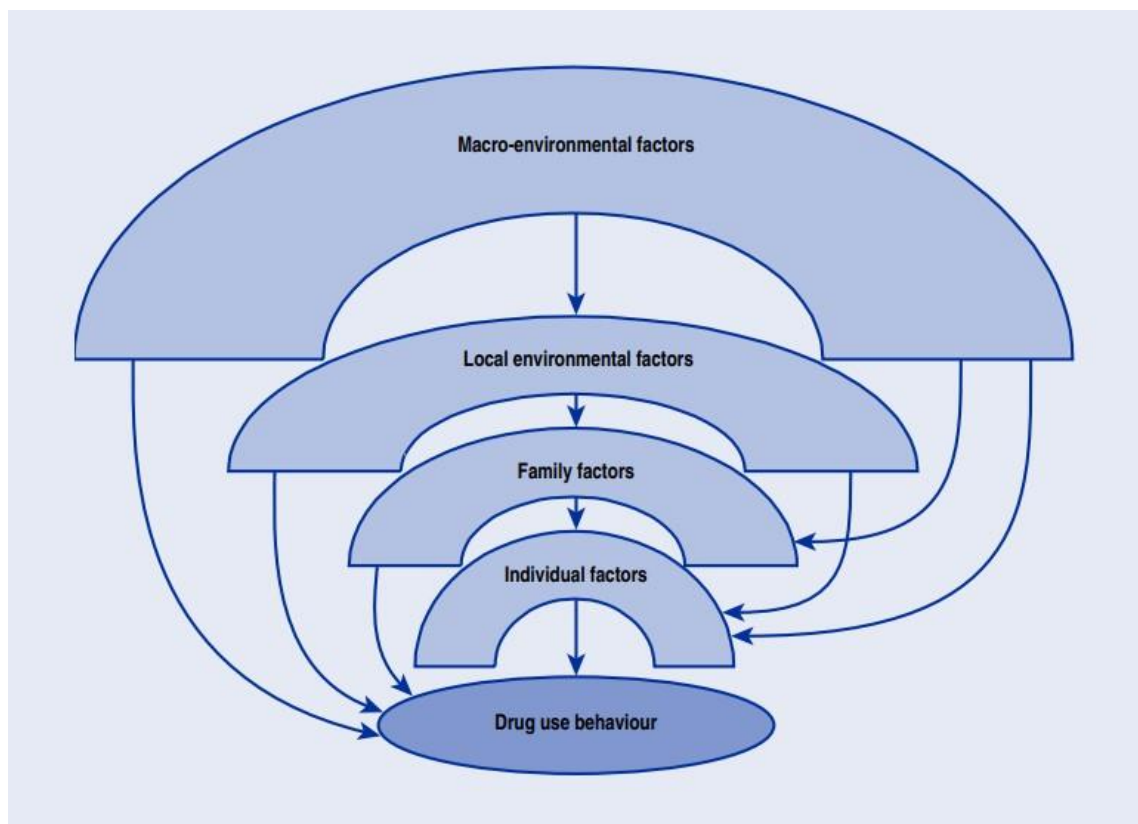 Macro-environmental factors
Local environmental factors
Family factors
Individual factors
Drug use behaviour